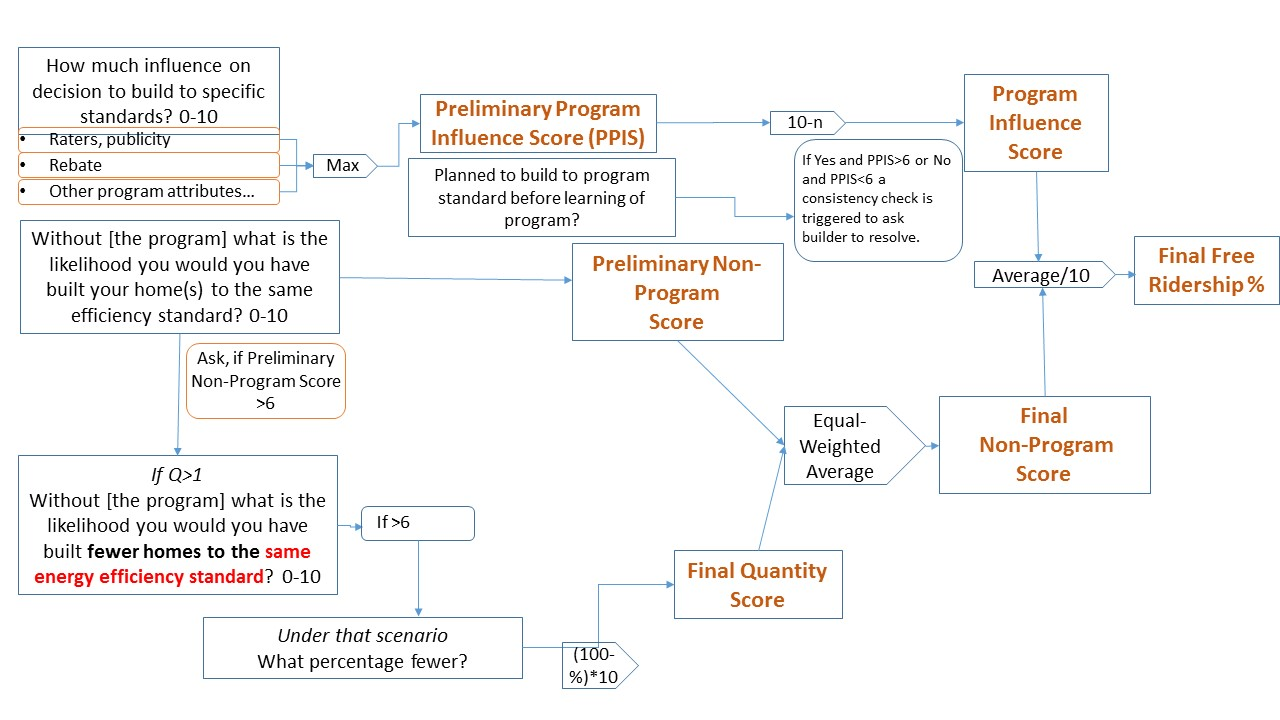 How much influence on
decision to build to specific
standards? 0-10
• Raters, publicity
• Rebate
• Other program attributes…
Max
Preliminary Program
Influence Score (PPIS)
10-n
Program
Influence
Score
Planned to build to program
standard before learning of
program?
If Yes and PPIS>6 or No
and PPIS<6 a
consistency check is
triggered to ask
builder to resolve.
Without [the program] what is the
likelihood you would you have
built your home(s) to the same
efficiency standard? 0-10
Preliminary Non-
Program
Score
Average/10
Final Free
Ridership %
Ask, if Preliminary
Non-Program Score
>6
Equal-
Weighted
Average
Final
Non-Program
Score
If Q>1
Without [the program] what is the
likelihood you would you have
built fewer homes to the same
energy efficiency standard? 0-10
If >6
Final Quantity
Score
Under that scenario
What percentage fewer?
(100-
%)*10